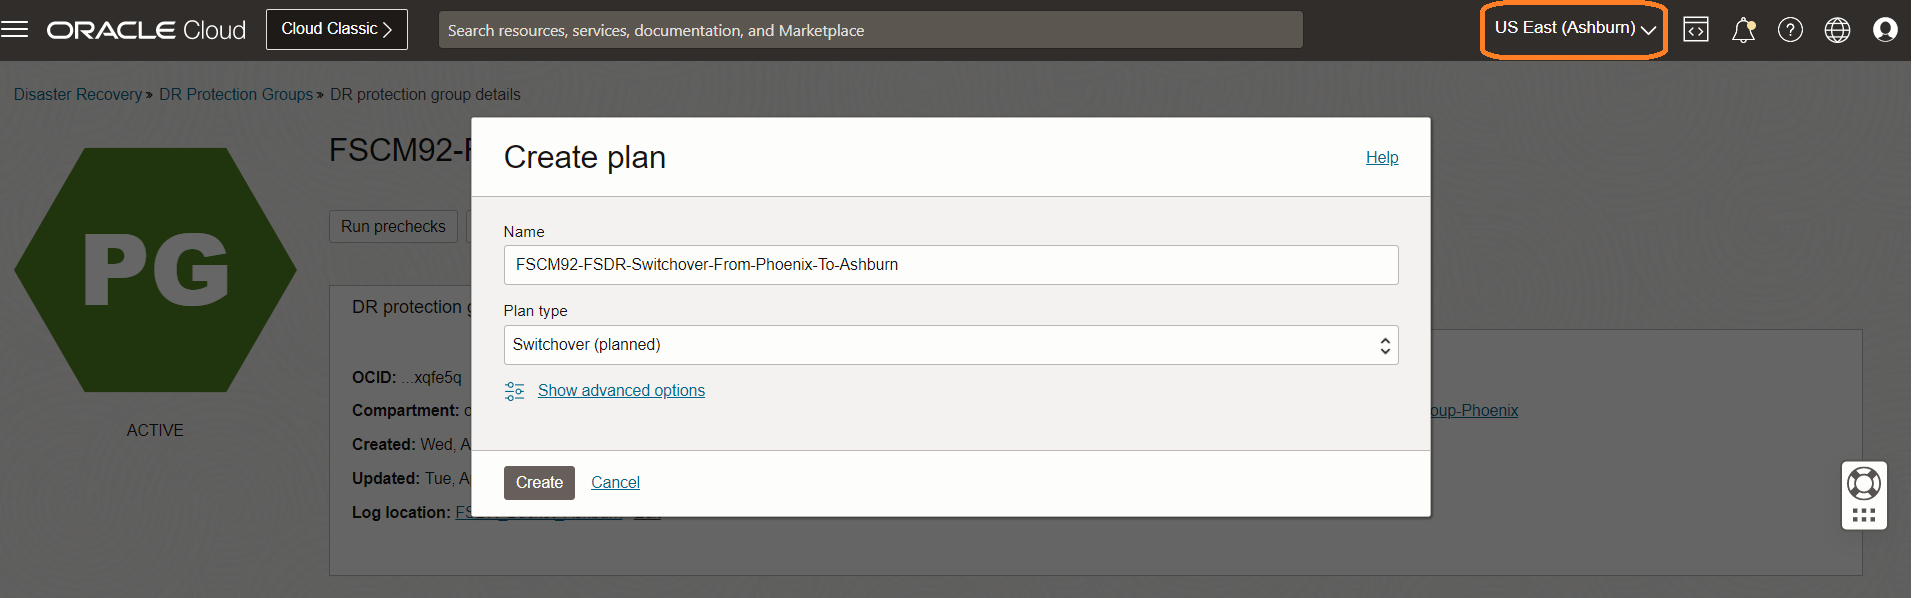 ORACLE Cloud
Cloud Classic
Search resources, services, documentation, and Marketplace
US East (Ashburn)
Disaster Recovery » DR Protection Groups » DR protection group details
PG
ACTIVE
FSCM92-
Run prechecks
DR protection
OCID: ...xqfe5q
Compartment:
Created: Wed, A
Updated: Tue, A
Log location:
oup-Phoenix
Create plan
Help
Name
FSCM92-FSDR-Switchover-From-Phoenix-To-Ashburn
Plan type
Switchover (planned)
Show advanced options
Create
Cancel